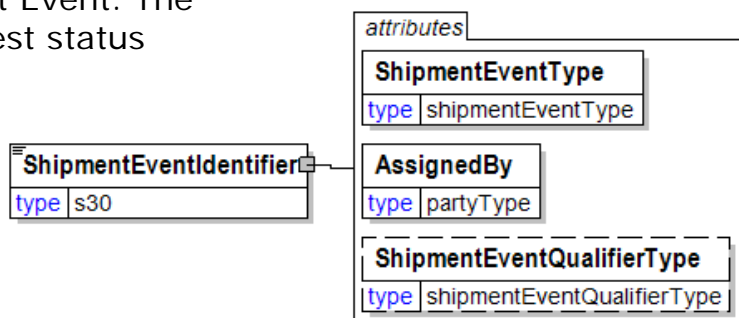 t Event. The
est status
attributes
ShipmentEventType
type shipmentEventType
ShipmentEventIdentifier
type s30
AssignedBy
type partyType
ShipmentEventQualifierType
type shipmentEventQualifierType